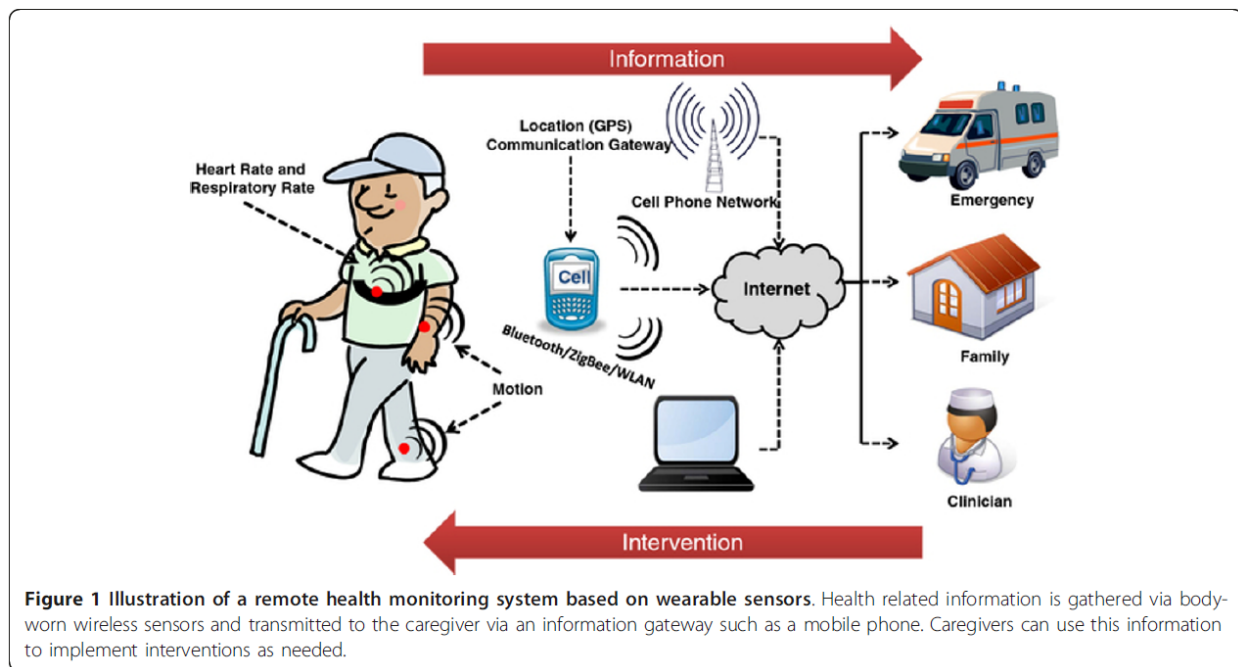 Information
Location (GPS)
Communication Gateway
Heart Rate and
Respiratory Rate
Cell Phone Network
Emergency
Cell
Internet
Bluetooth/ZigBee/WLAN
Family
Motion
Clinician
Intervention
Figure 1 Illustration of a remote health monitoring system based on wearable sensors. Health related information is gathered via body-
worn wireless sensors and transmitted to the caregiver via an information gateway such as a mobile phone. Caregivers can use this information
to implement interventions as needed.